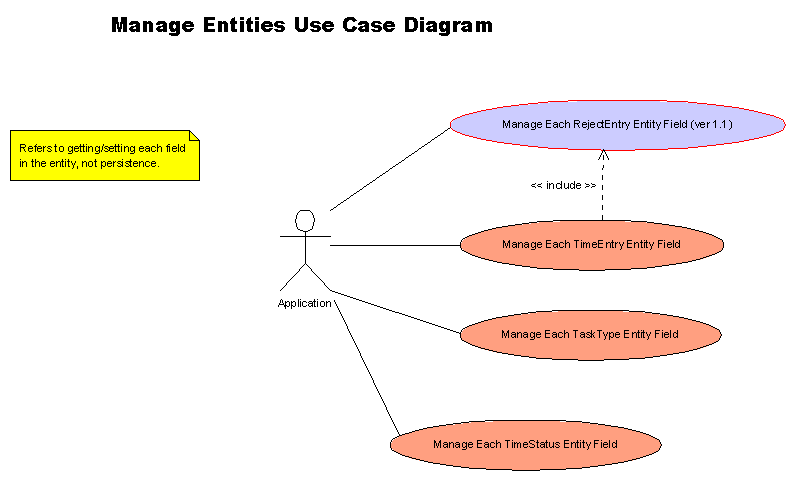 Manage Entities Use Case Diagram
Manage Each RejectEntry Entity Field (ver 1.1)
Refers to getting/setting each field
in the entity, not persistence.
<< include >>
Manage Each TimeEntry Entity Field
Application
Manage Each TaskType Entity Field
Manage Each TimeStatus Entity Field